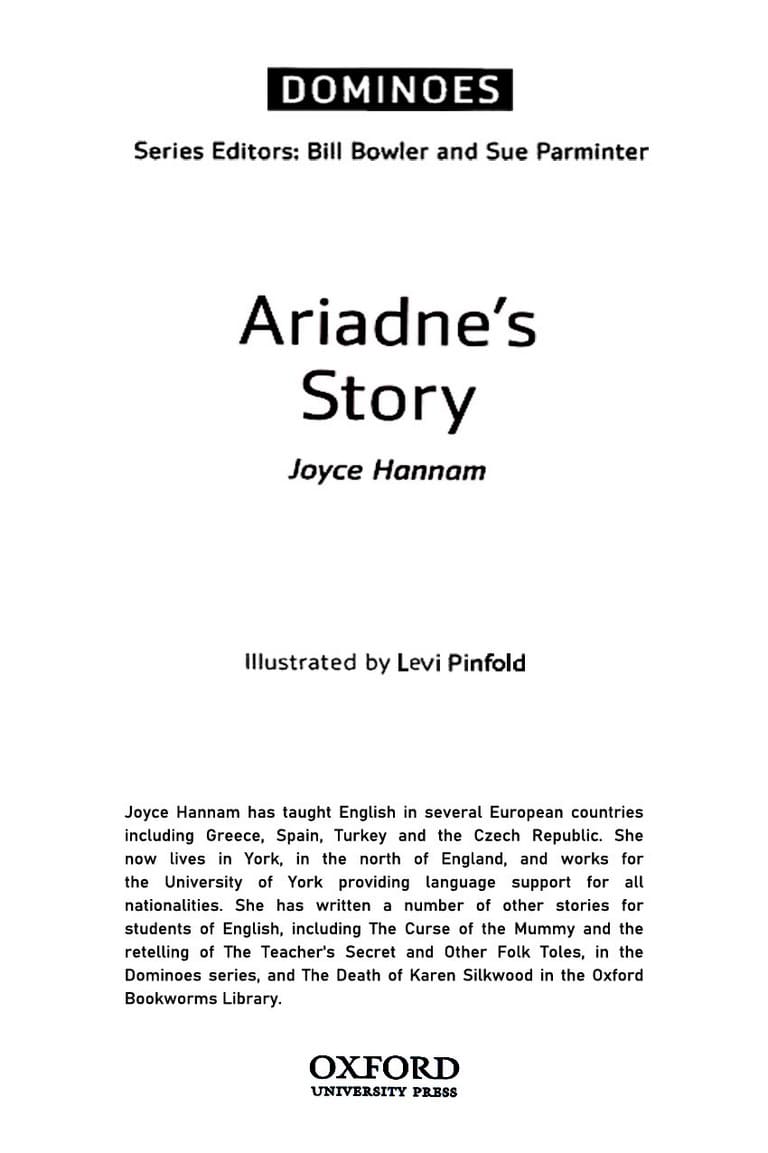 DOMINOES
Series Editors: Bill Bowler and Sue Parminter
Ariadne's
Story
Joyce Hannam
Illustrated by Levi Pinfold
Joyce Hannam has taught English in several European countries
including Greece, Spain, Turkey and the Czech Republic. She
now lives in York, in the north of England, and works for
the University of York providing language support for all
nationalities. She has written a number of other stories for
students of English, including The Curse of the Mummy and the
retelling of The Teacher's Secret and Other Folk Toles, in the
Dominoes series, and The Death of Karen Silkwood in the Oxford
Bookworms Library.
OXFORD
UNIVERSITY PRESS